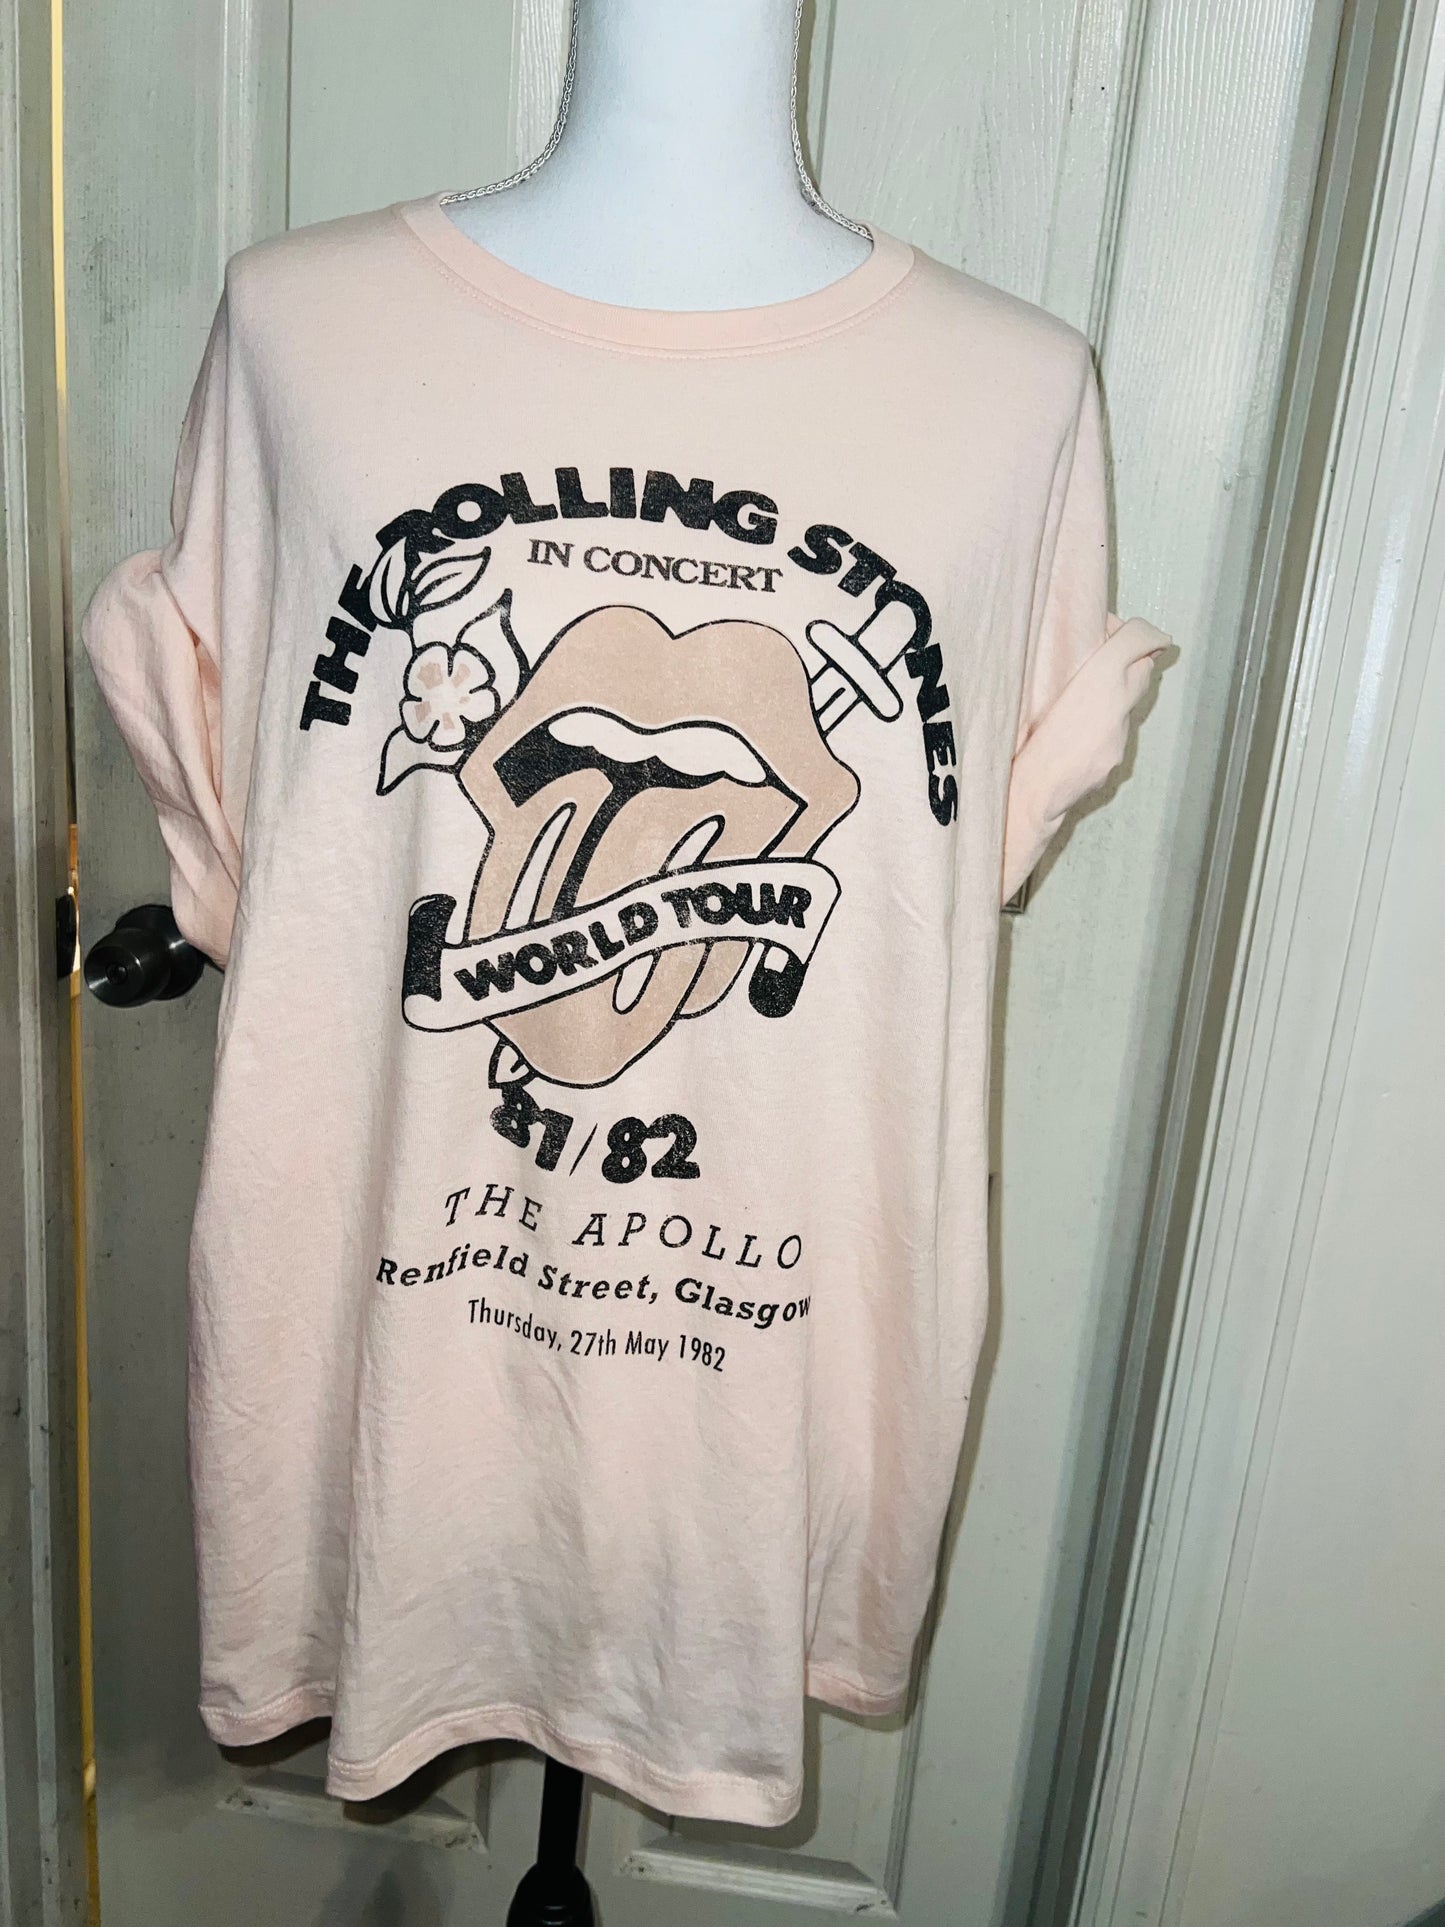 THE ROLLING STONES
IN CONCERT
WORLD TOUR
81/82
THE APOLLO
Renfield Street, Glasgow
Thursday, 27th May 1982